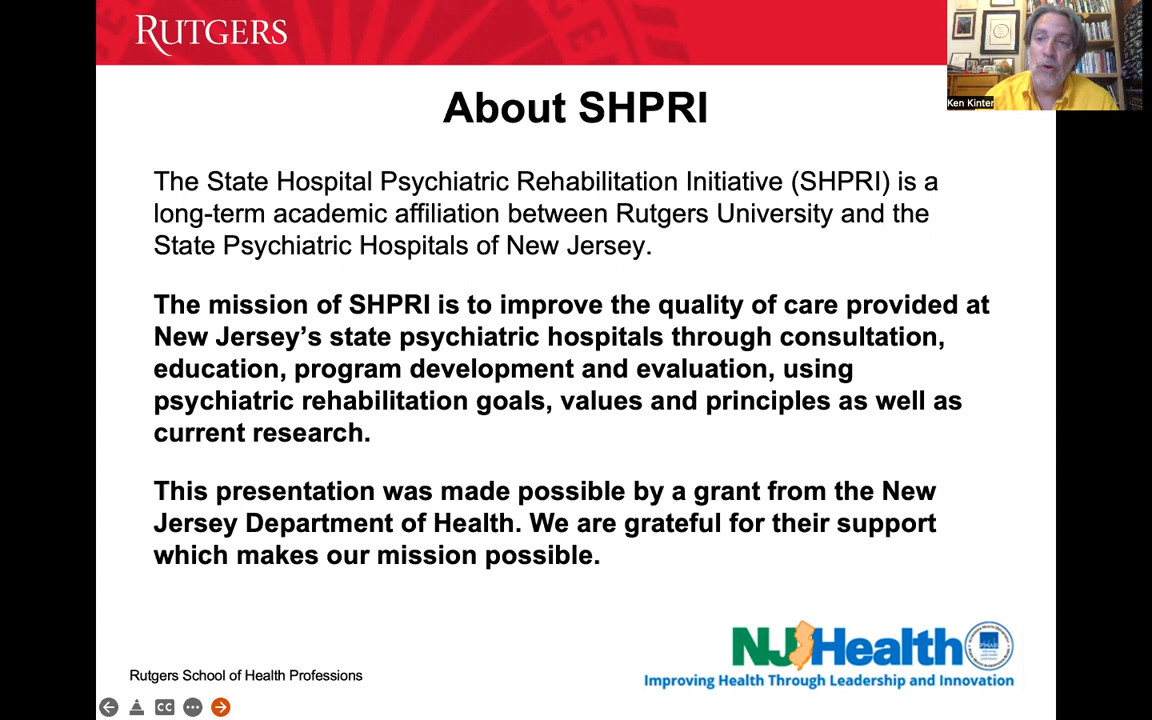 RUTGERS
Ken Kinter
About SHPRI
The State Hospital Psychiatric Rehabilitation Initiative (SHPRI) is a
long-term academic affiliation between Rutgers University and the
State Psychiatric Hospitals of New Jersey.
The mission of SHPRI is to improve the quality of care provided at
New Jersey’s state psychiatric hospitals through consultation,
education, program development and evaluation, using
psychiatric rehabilitation goals, values and principles as well as
current research.
This presentation was made possible by a grant from the New
Jersey Department of Health. We are grateful for their support
which makes our mission possible.
NJ Health
Improving Health Through Leadership and Innovation
Rutgers School of Health Professions
CC